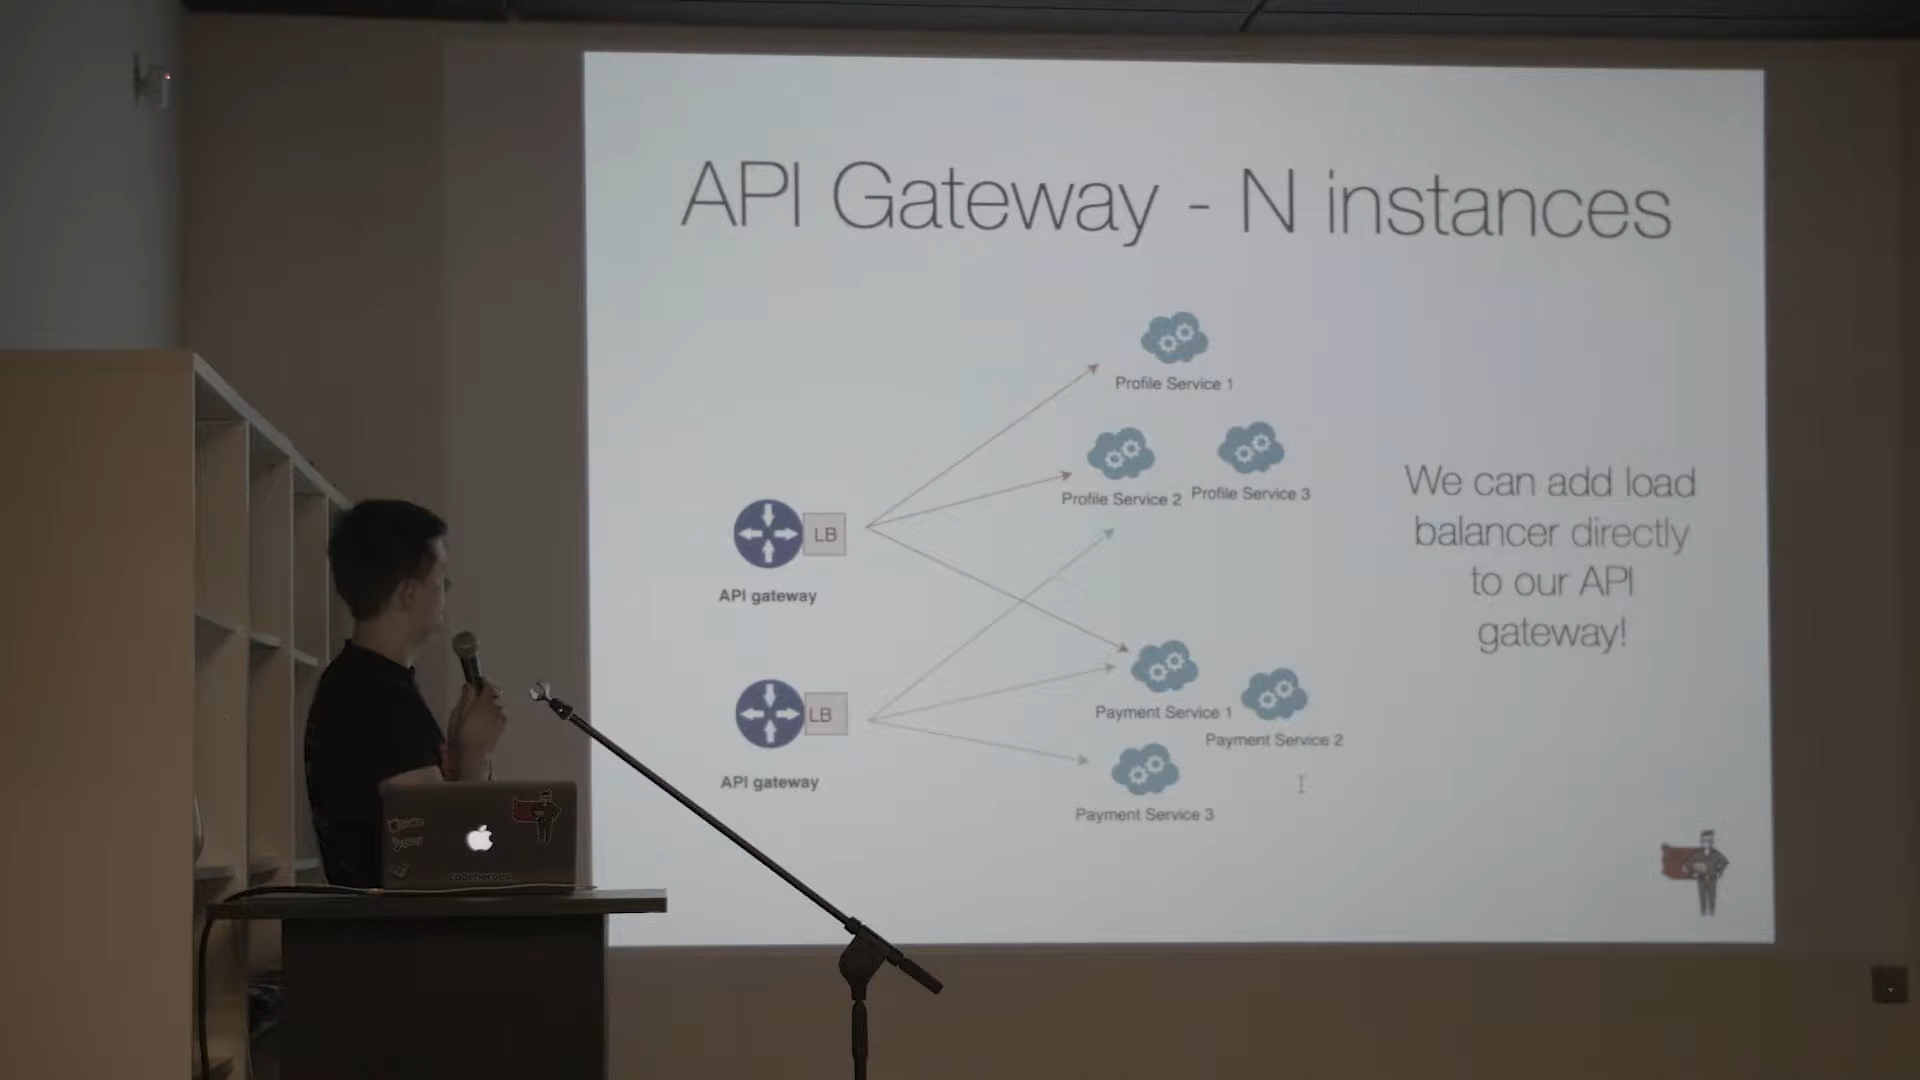 API Gateway - N instances
Profile Service 1
Profile Service 2
Profile Service 3
LB
API gateway
We can add load
balancer directly
to our API
gateway!
LB
API gateway
Payment Service 1
Payment Service 2
Payment Service 3